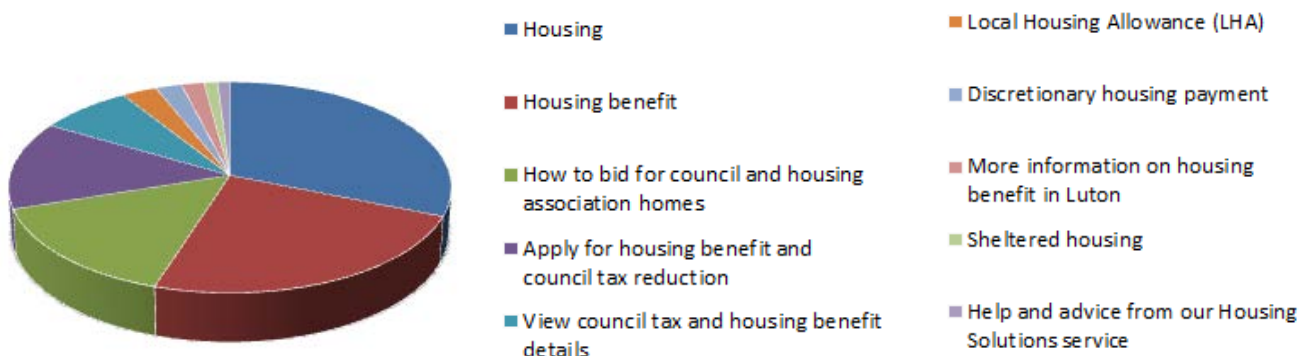 Housing
Housing benefit
How to bid for council and housing
association homes
Apply for housing benefit and
council tax reduction
View council tax and housing benefit
details
Local Housing Allowance (LHA)
Discretionary housing payment
More information on housing
benefit in Luton
Sheltered housing
Help and advice from our Housing
Solutions service